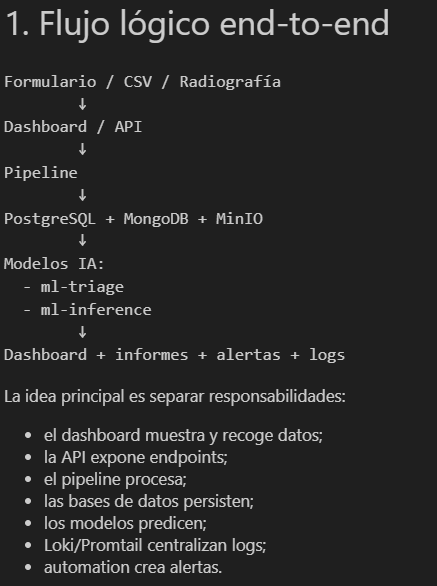 1. Flujo lógico end-to-end
Formulario / CSV / Radiografía
↓
Dashboard / API
↓
Pipeline
↓
PostgreSQL + MongoDB + MinIO
↓
Modelos IA:
- ml-triage
- ml-inference
↓
Dashboard + informes + alertas + logs
La idea principal es separar responsabilidades:
• el dashboard muestra y recoge datos;
• la API expone endpoints;
• el pipeline procesa;
• las bases de datos persisten;
• los modelos predicen;
• Loki/Promtail centralizan logs;
• automation crea alertas.